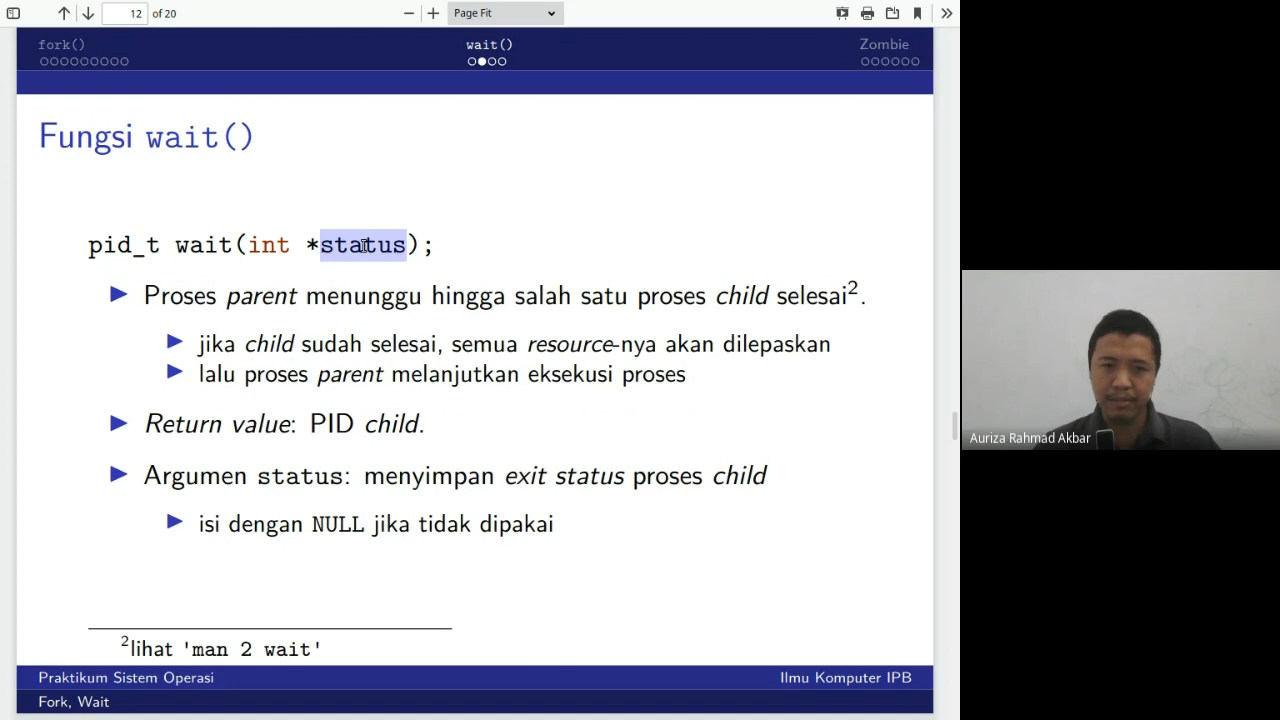 12 of 20
Page Fit
fork()
wait()
Zombie
Fungsi wait()
pid_t wait(int *status);
Proses parent menunggu hingga salah satu proses child selesai2.
jika child sudah selesai, semua resource-nya akan dilepaskan
lalu proses parent melanjutkan eksekusi proses
Return value: PID child.
Argumen status: menyimpan exit status proses child
isi dengan NULL jika tidak dipakai
2lihat 'man 2 wait'
Praktikum Sistem Operasi
Ilmu Komputer IPB
Fork, Wait
Auriza Rahmad Akbar